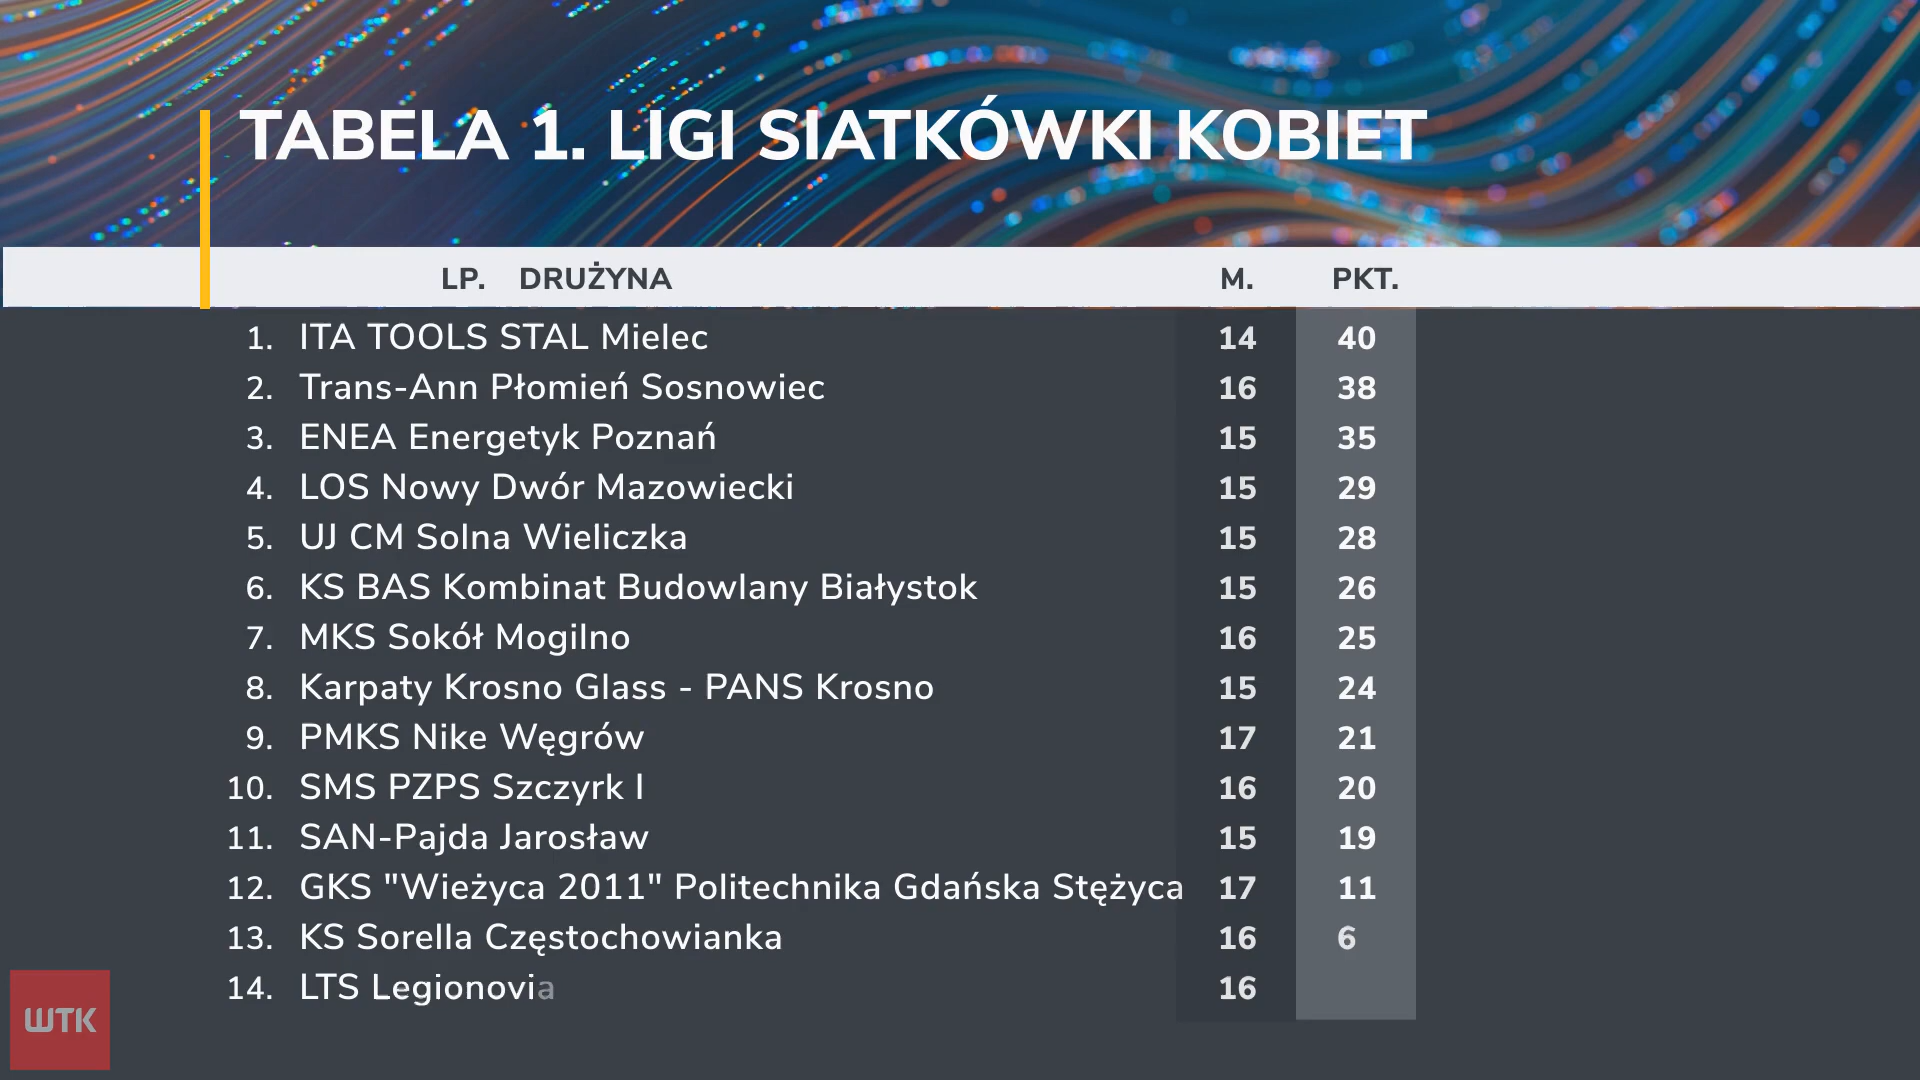 TABELA 1. LIGI SIATKÓWKI KOBIET
LP. DRUŻYNA M. PKT.
1. ITA TOOLS STAL Mielec 14 40
2. Trans-Ann Płomień Sosnowiec 16 38
3. ENEA Energetyk Poznań 15 35
4. LOS Nowy Dwór Mazowiecki 15 29
5. UJ CM Solna Wieliczka 15 28
6. KS BAS Kombinat Budowlany Białystok 15 26
7. MKS Sokół Mogilno 16 25
8. Karpaty Krosno Glass - PANS Krosno 15 24
9. PMKS Nike Węgrów 17 21
10. SMS PZPS Szczyrk I 16 20
11. SAN-Pajda Jarosław 15 19
12. GKS "Wieżyca 2011" Politechnika Gdańska Stężyca 17 11
13. KS Sorella Częstochowianka 16 6
14. LTS Legionovia 16
WTK